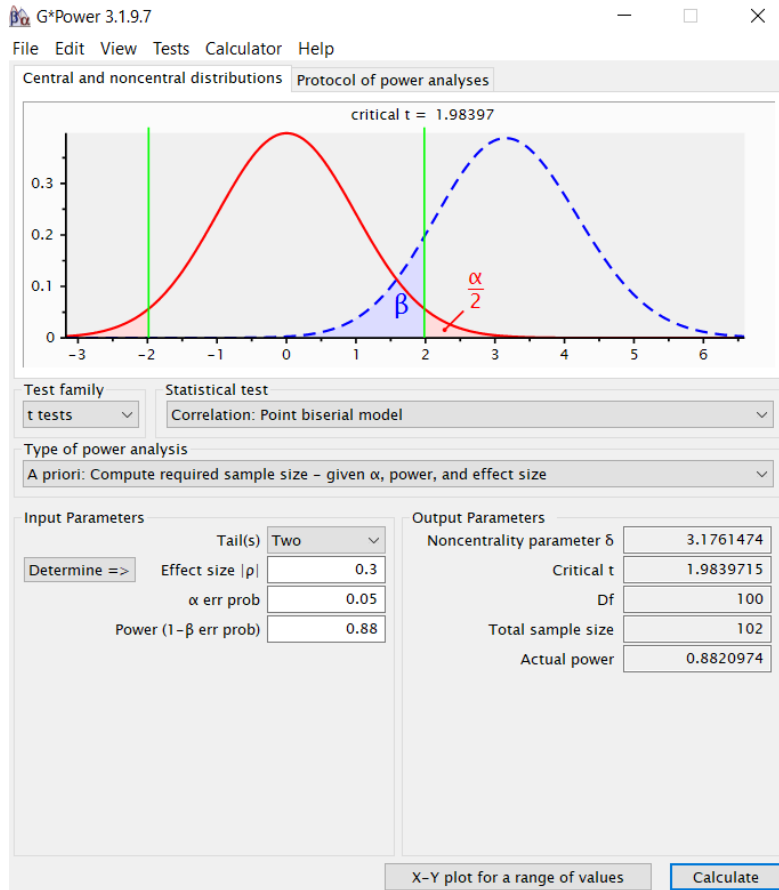 βα G*Power 3.1.9.7
File Edit View Tests Calculator Help
Central and noncentral distributions Protocol of power analyses
critical t = 1.98397
0.3
0.2
0.1
0
β
α
2
-3 -2 -1 0 1 2 3 4 5 6
Test family Statistical test
t tests Correlation: Point biserial model
Type of power analysis
A priori: Compute required sample size - given α, power, and effect size
Input Parameters Output Parameters
Tail(s) Two Noncentrality parameter δ 3.1761474
Determine => Effect size |ρ| 0.3 Critical t 1.9839715
α err prob 0.05 Df 100
Power (1-β err prob) 0.88 Total sample size 102
Actual power 0.8820974
X-Y plot for a range of values Calculate